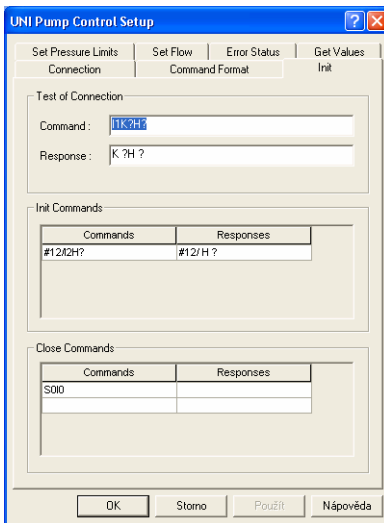 UNI Pump Control Setup
Set Pressure Limits Set Flow Error Status Get Values
Connection Command Format Init
Test of Connection
Command : I1K?H?
Response : K ?H ?
Init Commands
Commands Responses
#12/I2H? #12/ H ?
Close Commands
Commands Responses
S0I0
OK Storno Použít Nápověda